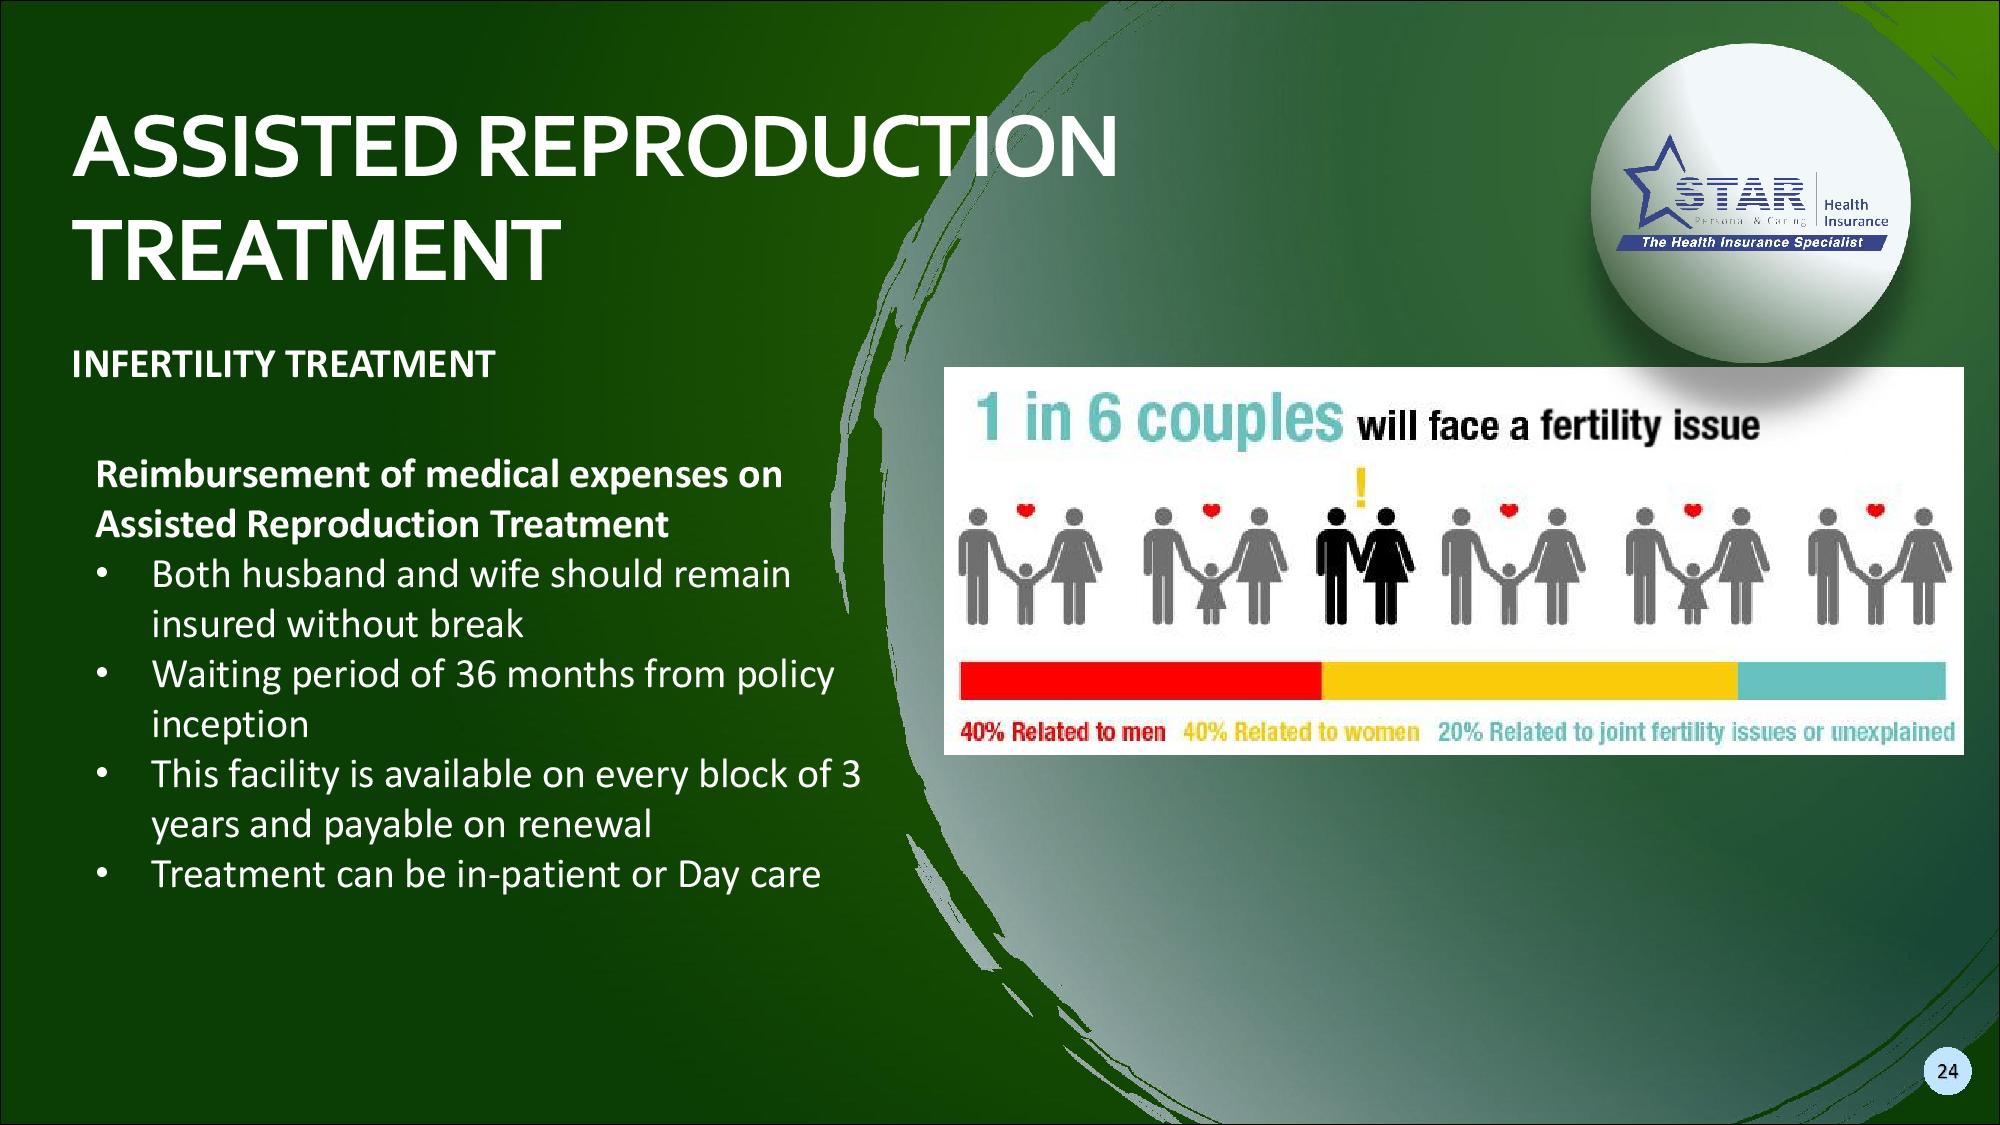 ASSISTED REPRODUCTION
TREATMENT
STAR
Personal & Caring
Health
Insurance
The Health Insurance Specialist
INFERTILITY TREATMENT
Reimbursement of medical expenses on
Assisted Reproduction Treatment
• Both husband and wife should remain
insured without break
• Waiting period of 36 months from policy
inception
• This facility is available on every block of 3
years and payable on renewal
• Treatment can be in-patient or Day care
1 in 6 couples will face a fertility issue
!
40% Related to men 40% Related to women 20% Related to joint fertility issues or unexplained
24